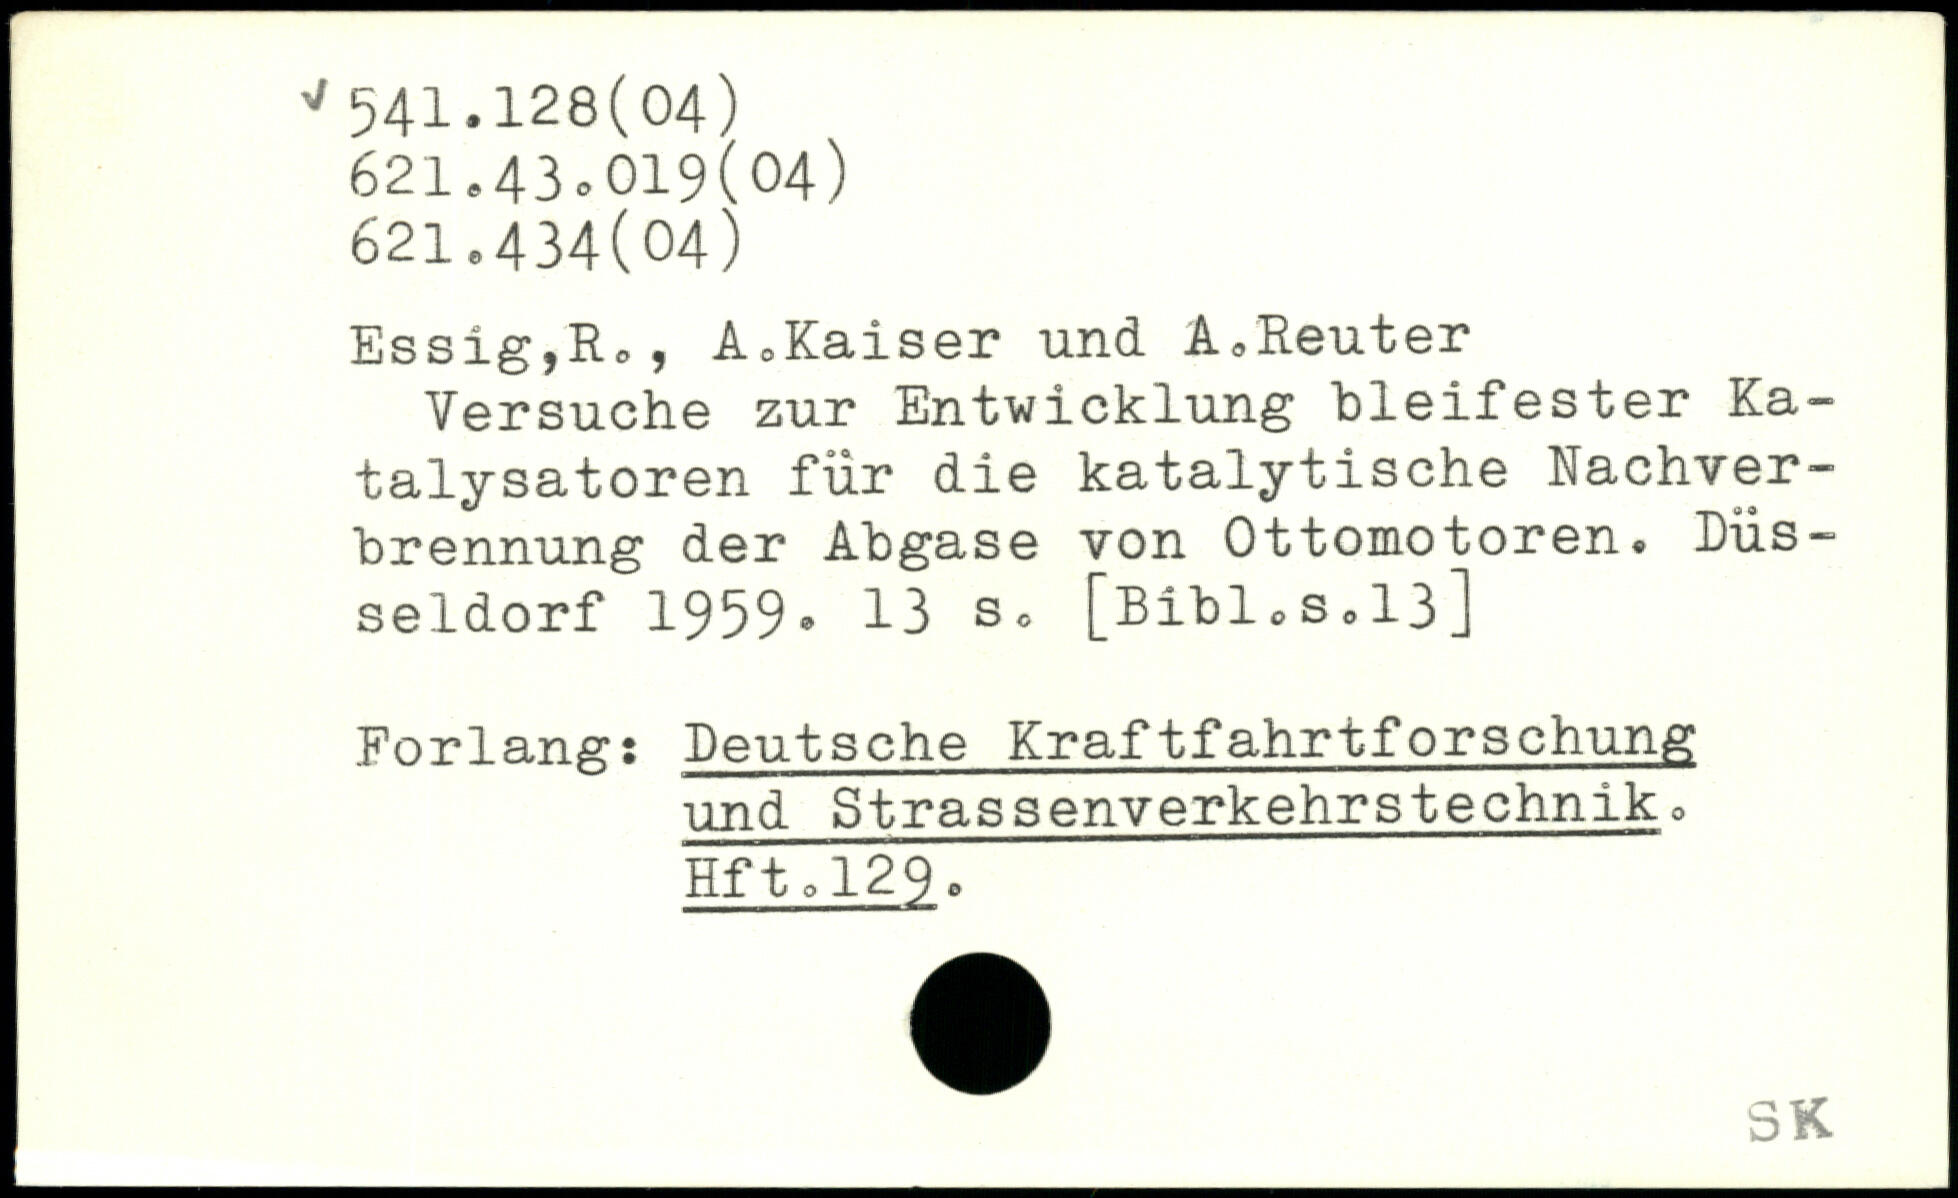 ✓ 541.128(04)
621.43.019(04)
621.434(04)
Essig,R., A.Kaiser und A.Reuter
Versuche zur Entwicklung bleifester Ka-
talysatoren für die katalytische Nachver-
brennung der Abgase von Ottomotoren. Düs-
seldorf 1959. 13 s. [Bibl.s.13]
Forlang: Deutsche Kraftfahrtforschung
und Strassenverkehrstechnik.
Hft.129.
SK